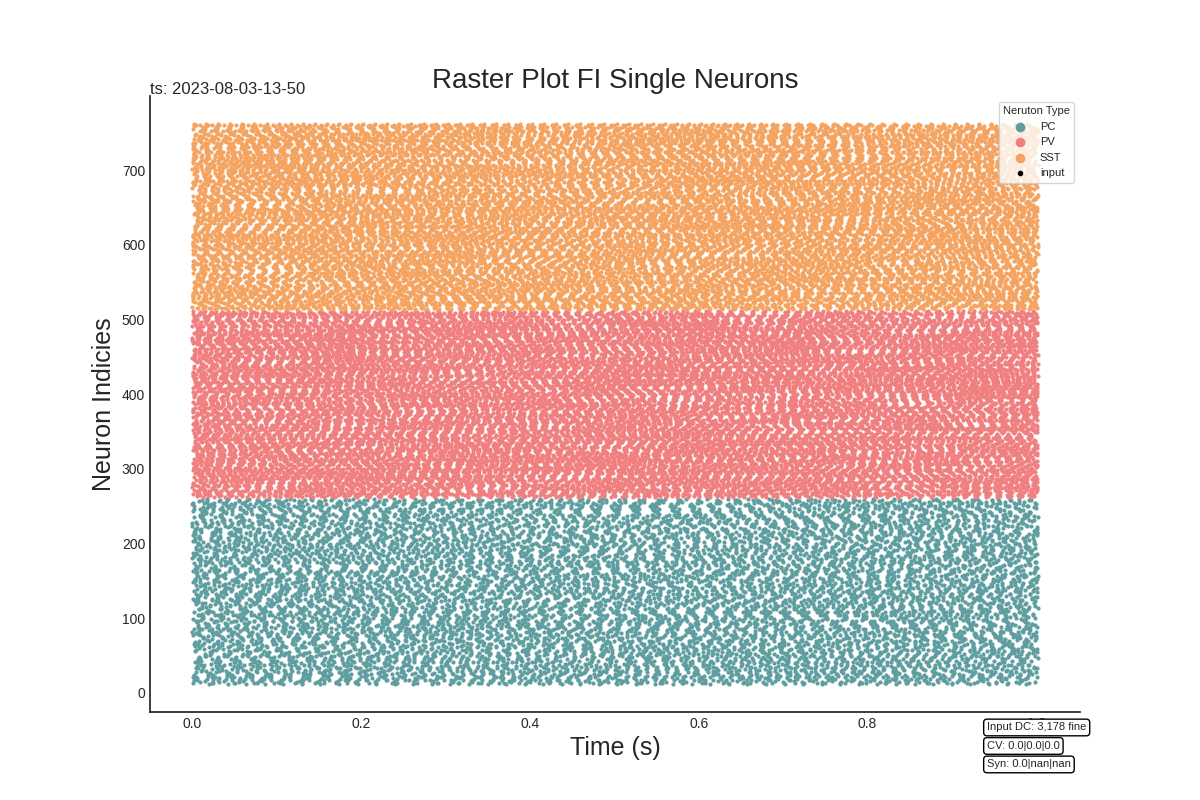 Raster Plot FI Single Neurons
ts: 2023-08-03-13-50
Neruton Type
PC
PV
SST
input
Neuron Indicies
700
600
500
400
300
200
100
0
0.0 0.2 0.4 0.6 0.8
Time (s)
Input DC: 3,178 fine
CV: 0.0|0.0|0.0
Syn: 0.0|nan|nan